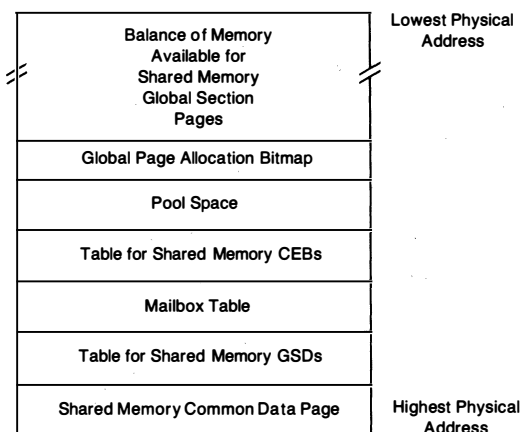 Lowest Physical
Address
Balance of Memory
Available for
Shared Memory
Global Section
Pages
Global Page Allocation Bitmap
Pool Space
Table for Shared Memory CEBs
Mailbox Table
Table for Shared Memory GSDs
Shared Memory Common Data Page
Highest Physical
Address